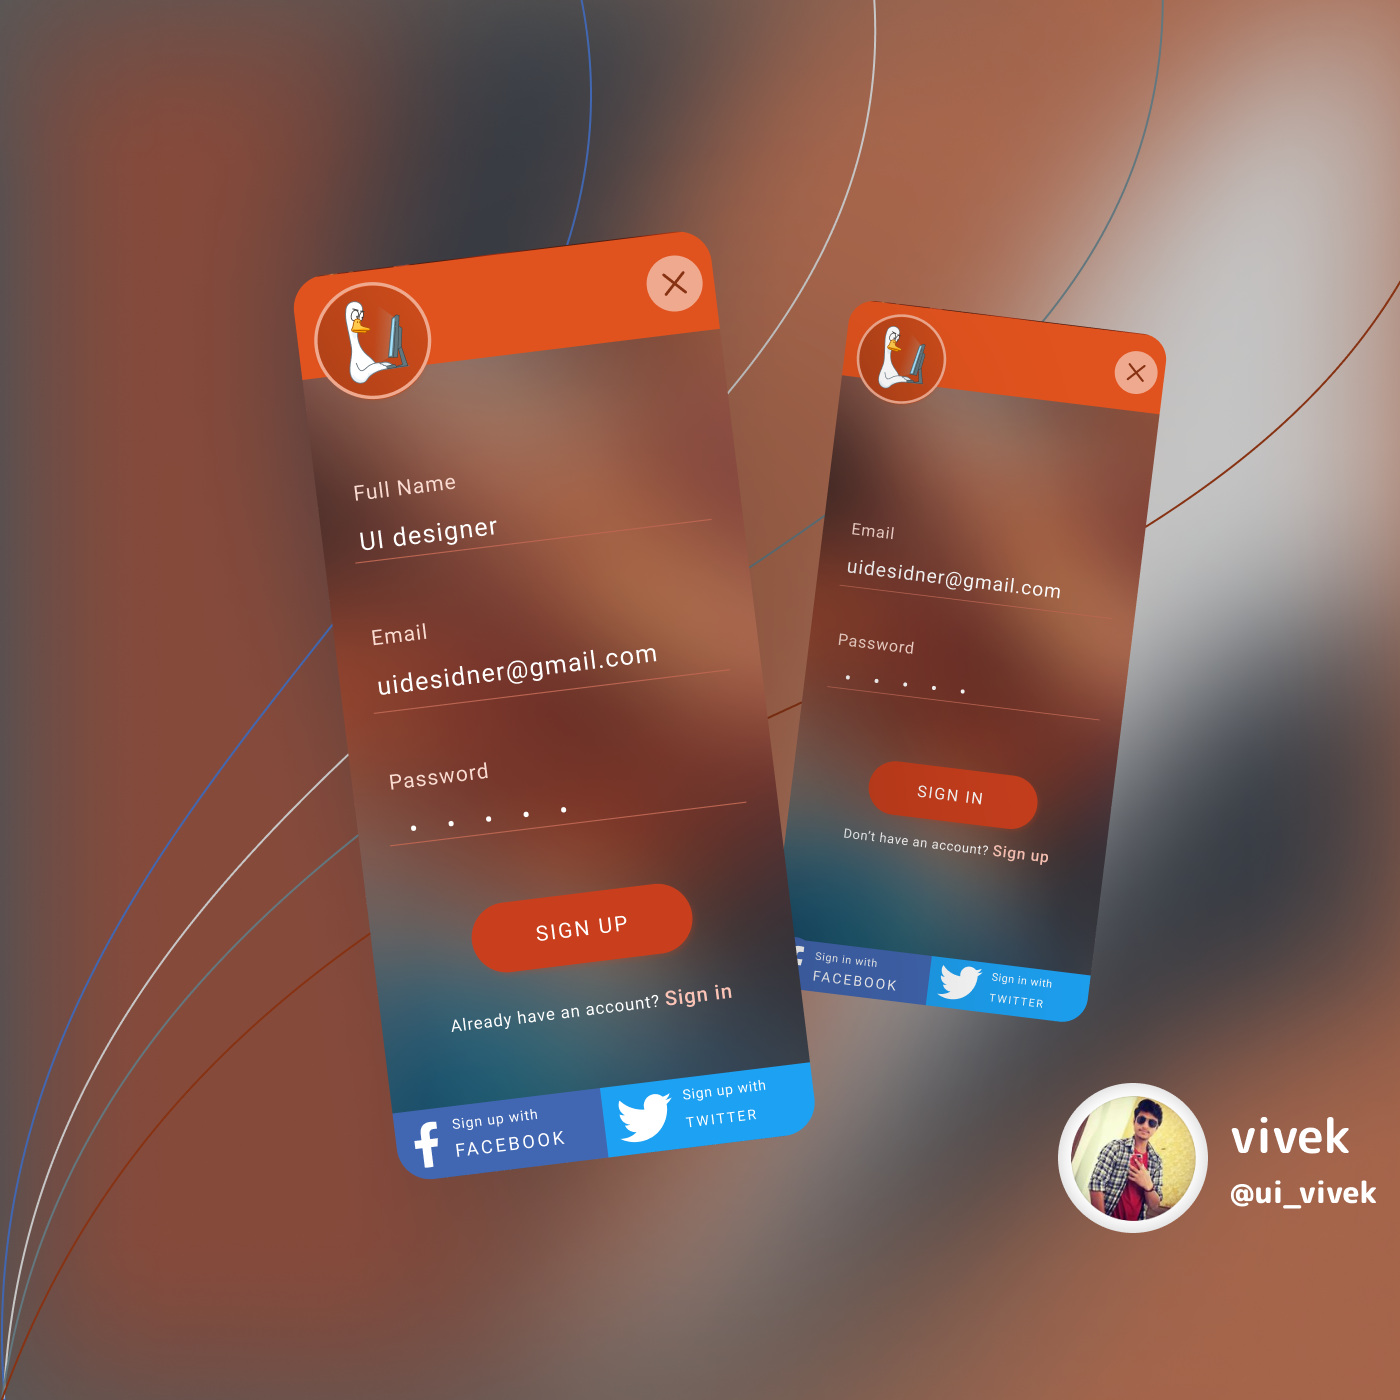 Full Name
UI designer
Email
uidesidner@gmail.com
Password
SIGN UP
Already have an account? Sign in
Sign up with
FACEBOOK
Sign up with
TWITTER
Email
uidesidner@gmail.com
Password
SIGN IN
Don't have an account? Sign up
Sign in with
FACEBOOK
Sign in with
TWITTER
vivek
@ui_vivek